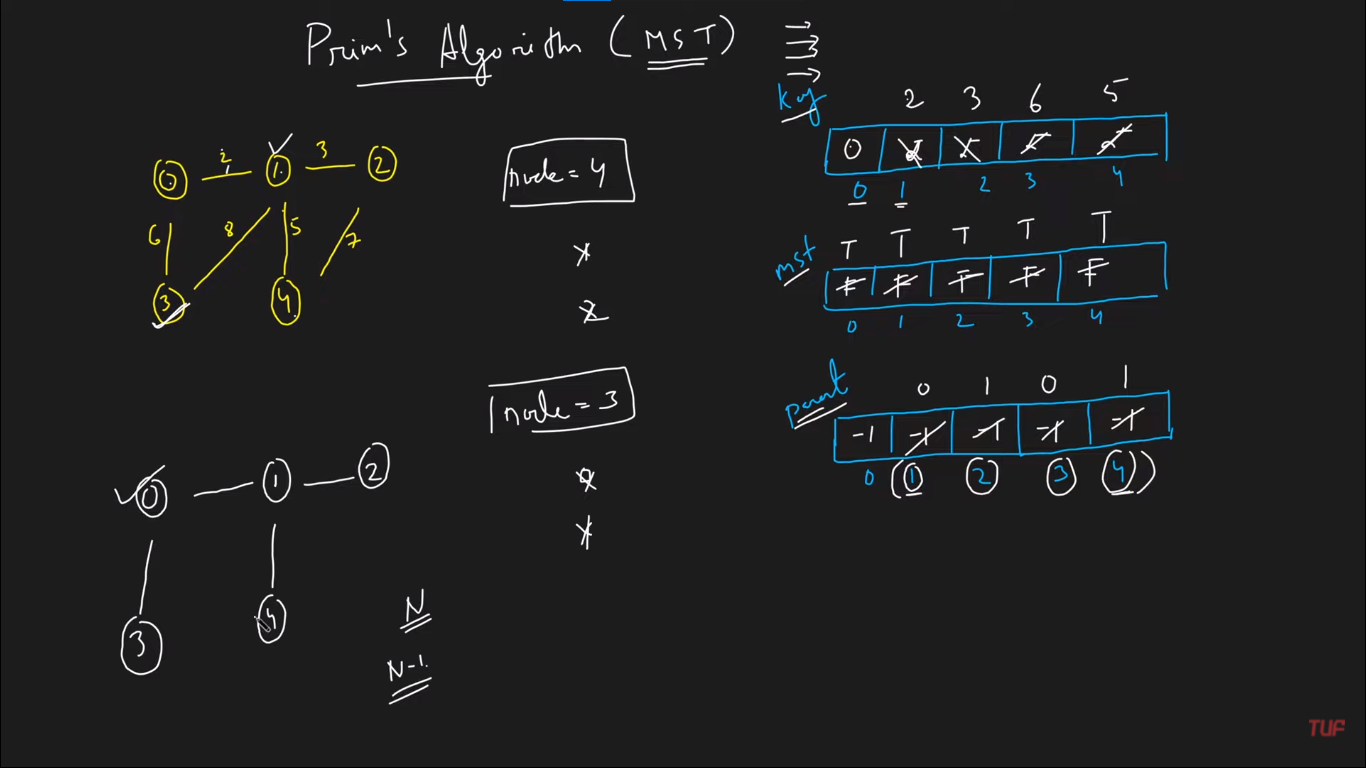 Prim's Algorithm (MST)
key 2 3 6 5
0
0 1 2 3 4
0 2 1 3 2
6 8 5 7
3 4
node = 4
mst T T T T T
F F F F F
0 1 2 3 4
node = 3
parent 0 1 0 1
-1 -1 -1 -1 -1
0 (1 2 3 4)
0 1 2
3 4
N
N-1
TUF